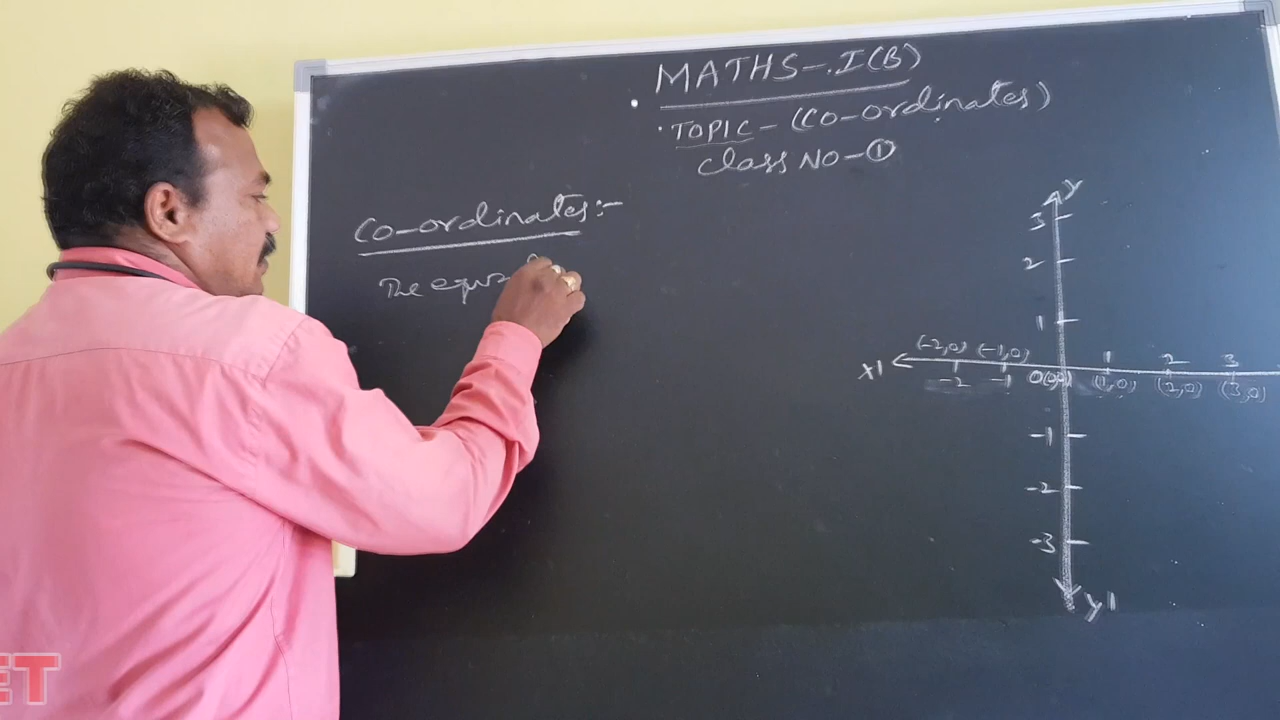 MATHS-I(B)
TOPIC - (Co-ordinates)
Class No - ①
Co-ordinates:-
The
Y
3
2
1
(-2,0) (-1,0) 1 2 3
X1
-2 -1 0(0,0) (1,0) (2,0) (3,0)
-1
-2
-3
Y1
ET